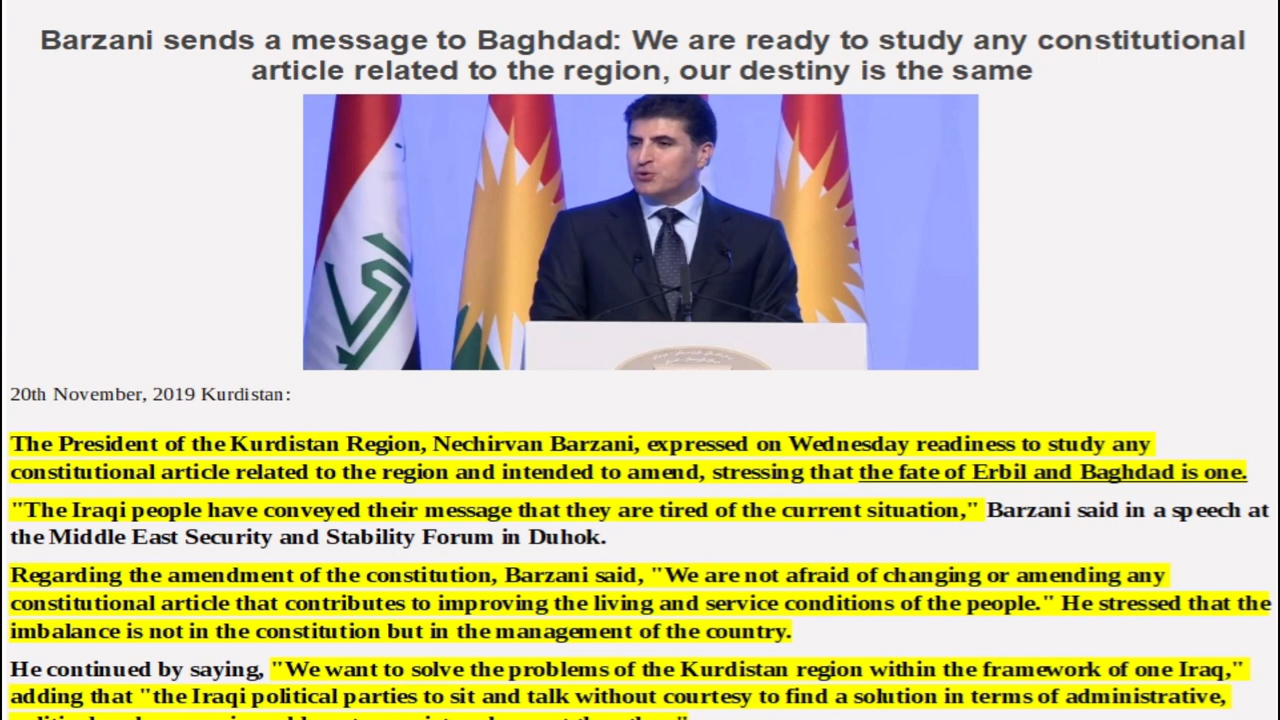 Barzani sends a message to Baghdad: We are ready to study any constitutional
article related to the region, our destiny is the same
20th November, 2019 Kurdistan:
The President of the Kurdistan Region, Nechirvan Barzani, expressed on Wednesday readiness to study any
constitutional article related to the region and intended to amend, stressing that the fate of Erbil and Baghdad is one.
"The Iraqi people have conveyed their message that they are tired of the current situation," Barzani said in a speech at
the Middle East Security and Stability Forum in Duhok.
Regarding the amendment of the constitution, Barzani said, "We are not afraid of changing or amending any
constitutional article that contributes to improving the living and service conditions of the people." He stressed that the
imbalance is not in the constitution but in the management of the country.
He continued by saying, "We want to solve the problems of the Kurdistan region within the framework of one Iraq,"
adding that "the Iraqi political parties to sit and talk without courtesy to find a solution in terms of administrative,